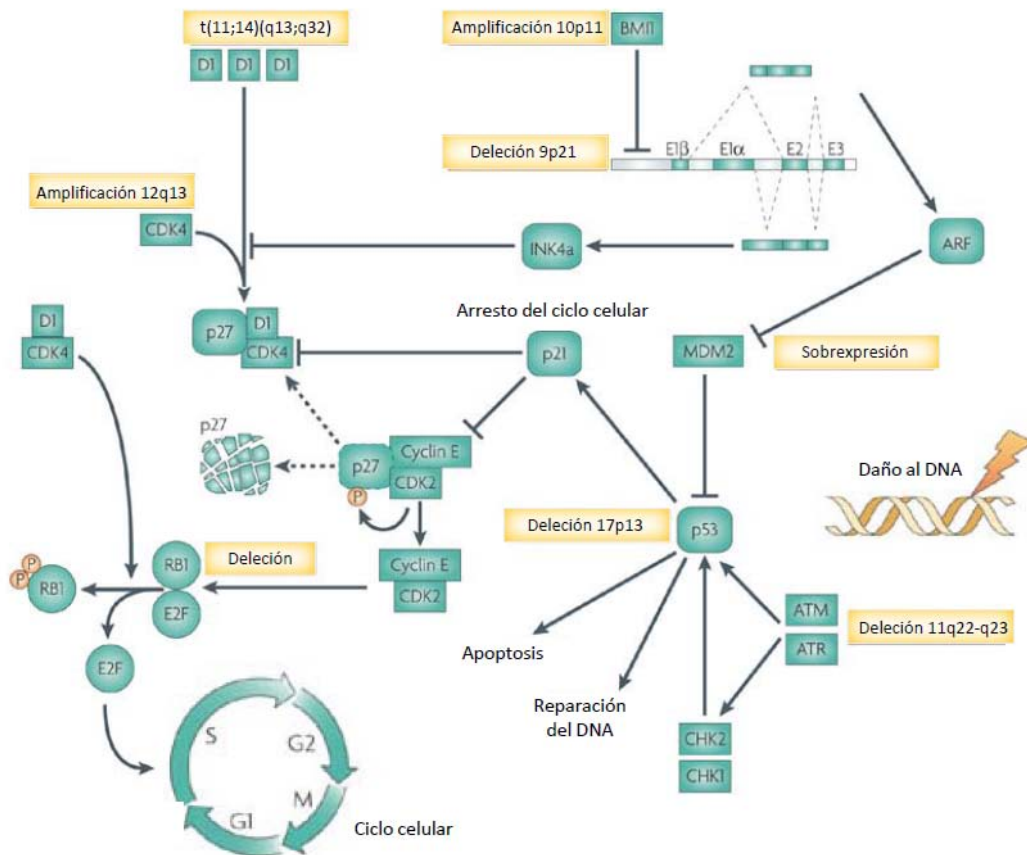 t(11;14)(q13;q32)
D1 D1 D1
Amplificación 10p11
BMI1
Deleción 9p21
E1β E1α E2 E3
Amplificación 12q13
CDK4
INK4a
ARF
Arresto del ciclo celular
D1
CDK4
p27
D1
CDK4
p21
MDM2
Sobrexpresión
p27
p27
P
Cyclin E
CDK2
Daño al DNA
Deleción 17p13
p53
P
P
RB1
RB1
E2F
Deleción
Cyclin E
CDK2
ATM
ATR
Deleción 11q22-q23
Apoptosis
E2F
Reparación
del DNA
CHK2
CHK1
S
G2
M
G1
Ciclo celular